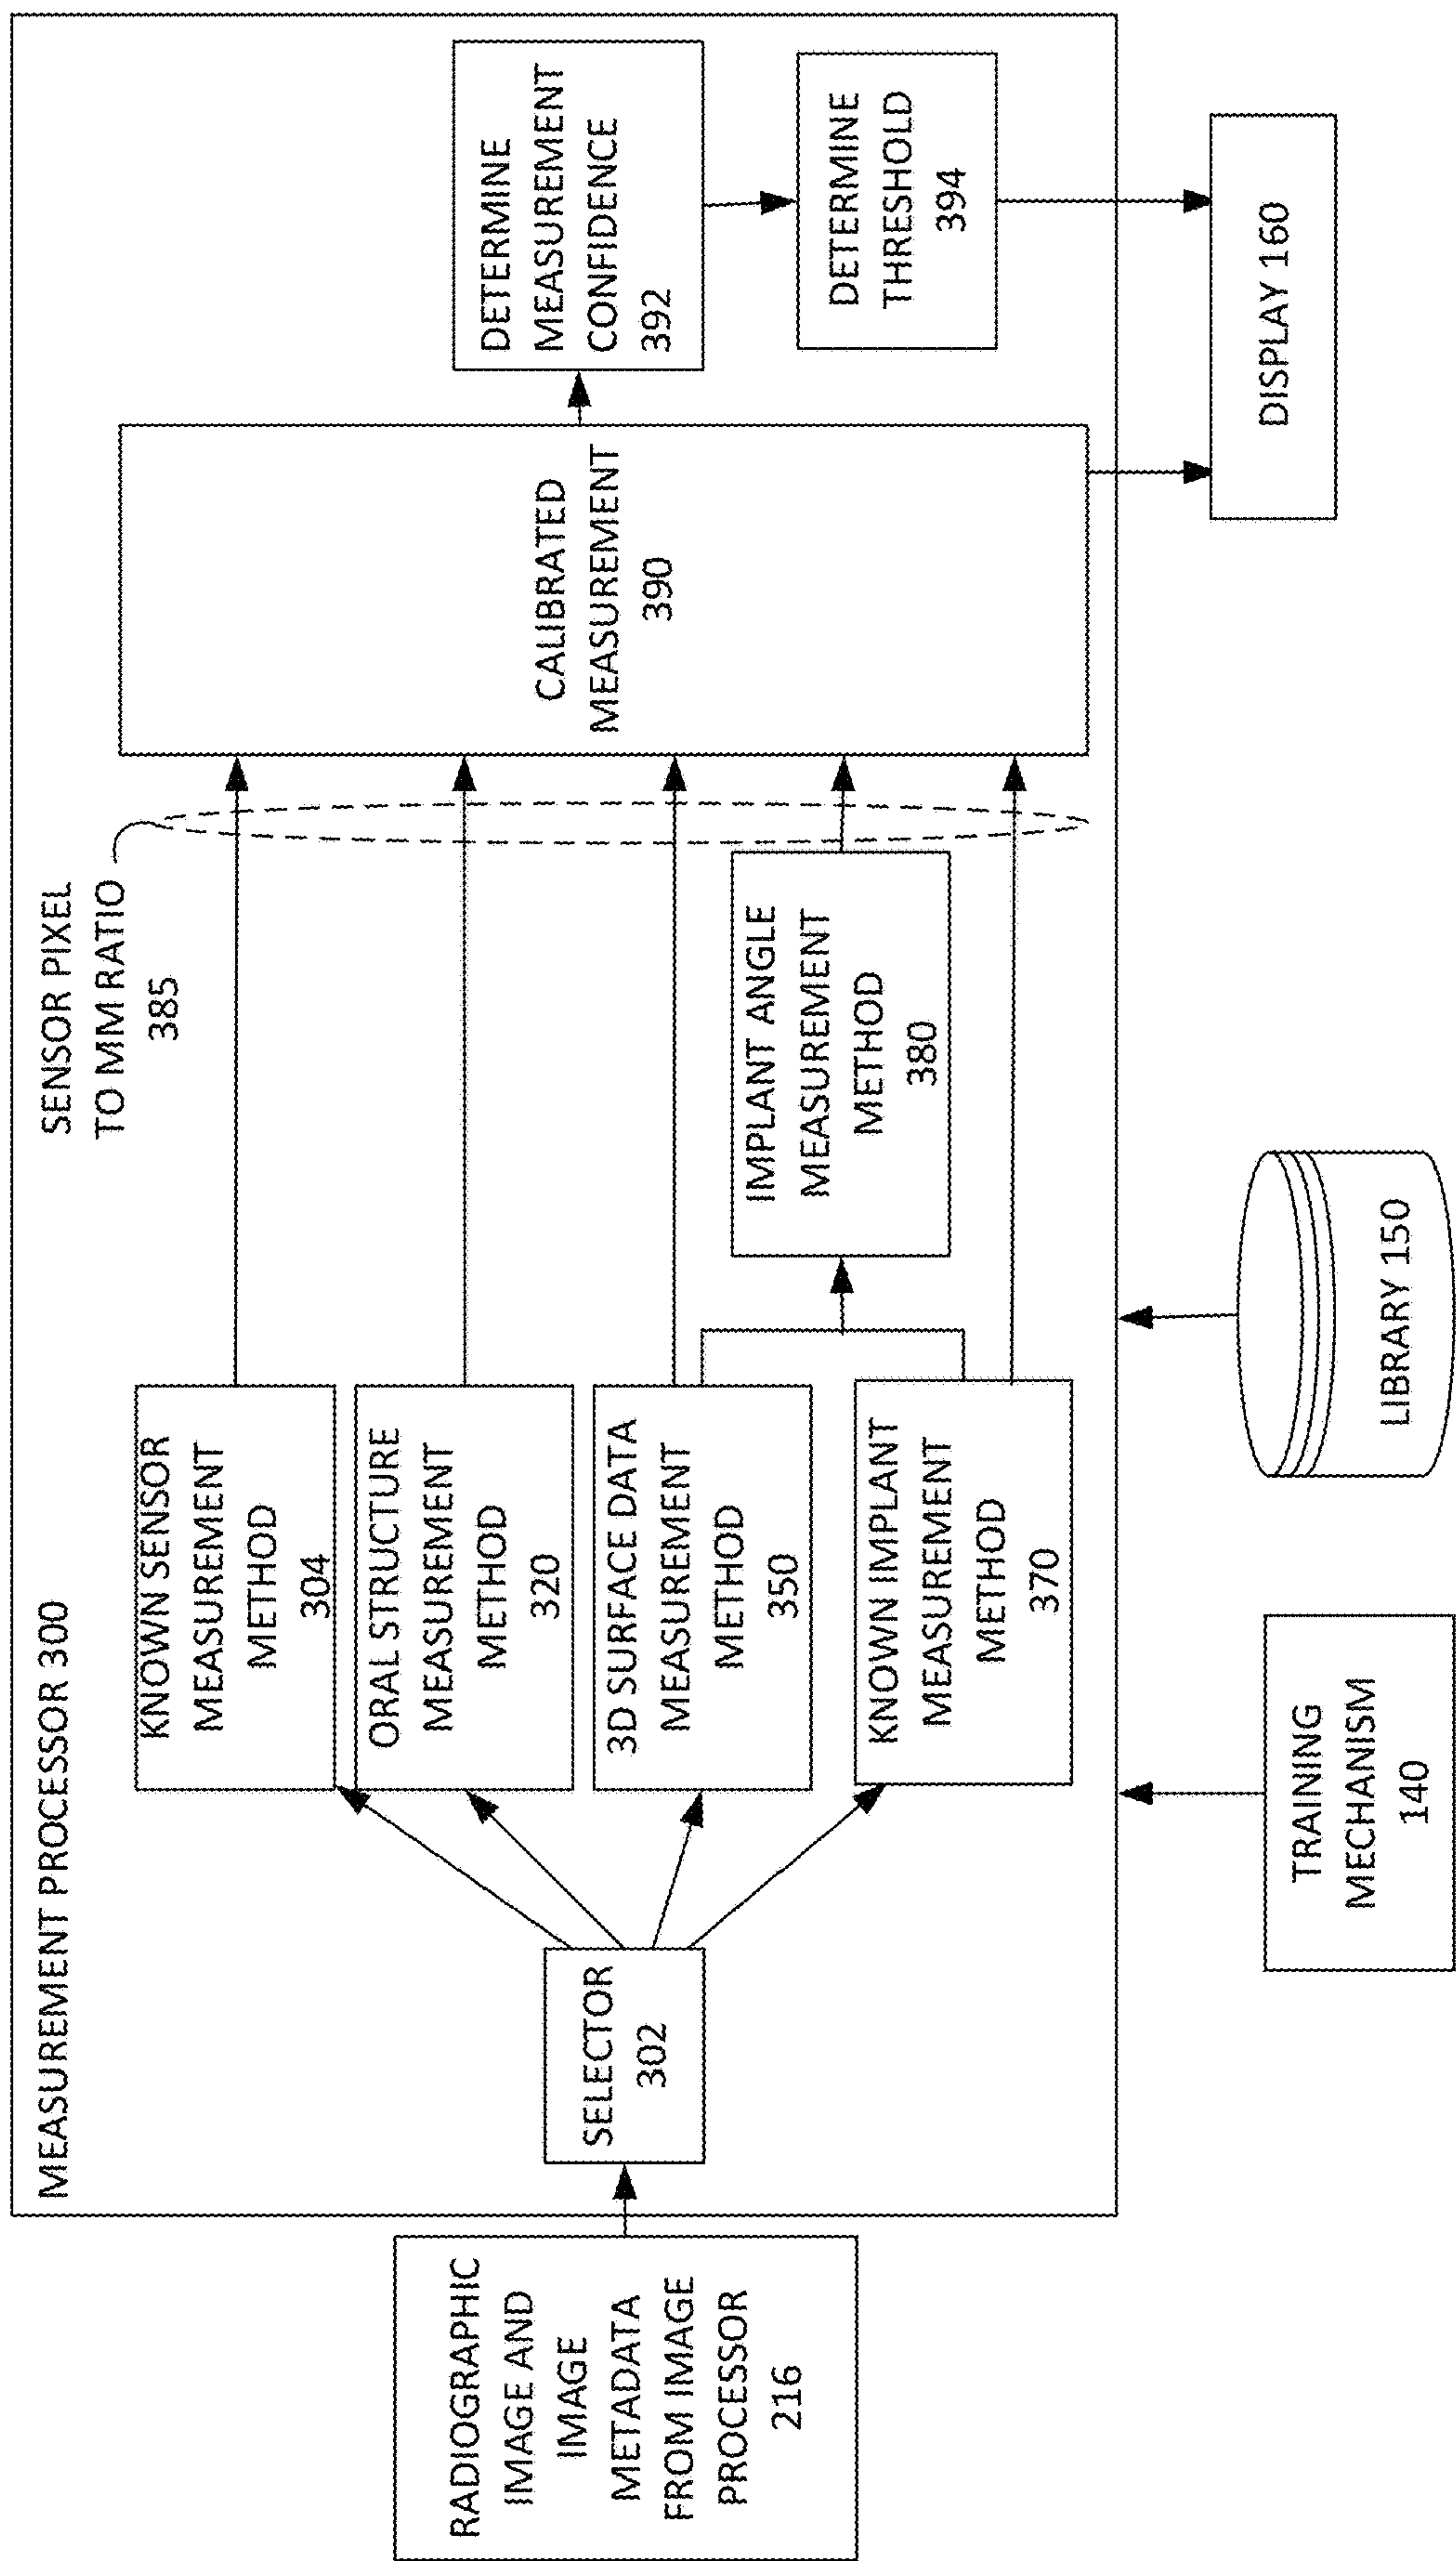 MEASUREMENT PROCESSOR 300
RADIOGRAPHIC
IMAGE AND
IMAGE
METADATA
FROM IMAGE
PROCESSOR
216
SELECTOR
302
KNOWN SENSOR
MEASUREMENT
METHOD
304
ORAL STRUCTURE
MEASUREMENT
METHOD
320
3D SURFACE DATA
MEASUREMENT
METHOD
350
KNOWN IMPLANT
MEASUREMENT
METHOD
370
IMPLANT ANGLE
MEASUREMENT
METHOD
380
SENSOR PIXEL
TO MM RATIO
385
CALIBRATED
MEASUREMENT
390
DETERMINE
MEASUREMENT
CONFIDENCE
392
DETERMINE
THRESHOLD
394
TRAINING
MECHANISM
140
LIBRARY 150
DISPLAY 160